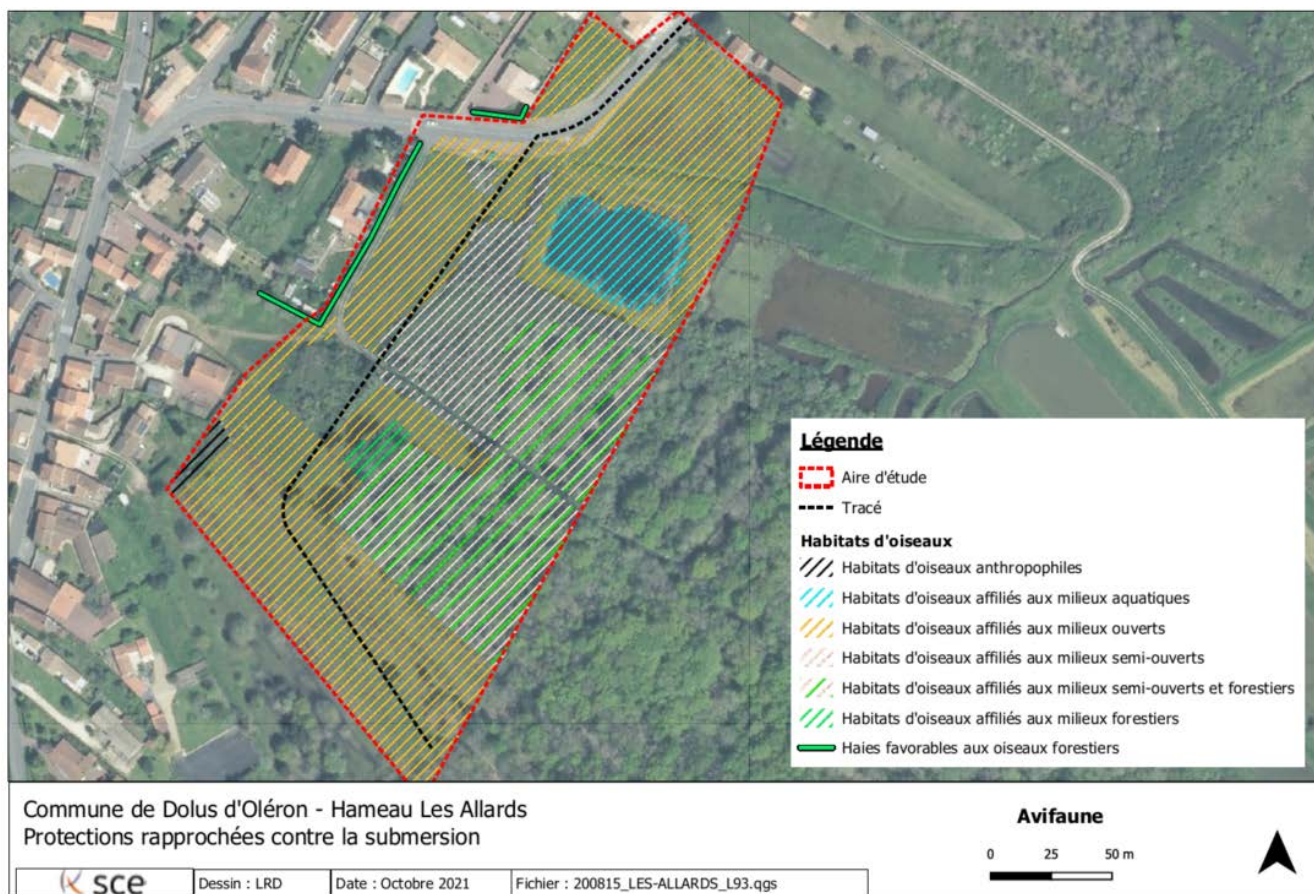 Légende
Aire d'étude
Tracé
Habitats d'oiseaux
Habitats d'oiseaux anthropophiles
Habitats d'oiseaux affiliés aux milieux aquatiques
Habitats d'oiseaux affiliés aux milieux ouverts
Habitats d'oiseaux affiliés aux milieux semi-ouverts
Habitats d'oiseaux affiliés aux milieux semi-ouverts et forestiers
Habitats d'oiseaux affiliés aux milieux forestiers
Haies favorables aux oiseaux forestiers
Commune de Dolus d'Oléron - Hameau Les Allards
Protections rapprochées contre la submersion
Avifaune
0 25 50 m
sce
Dessin : LRD
Date : Octobre 2021
Fichier : 200815_LES-ALLARDS_L93.qgs